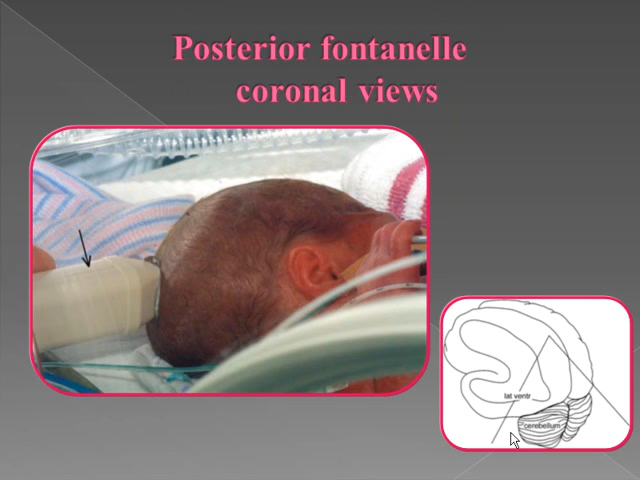 Posterior fontanelle
coronal views
lat ventr
cerebellum